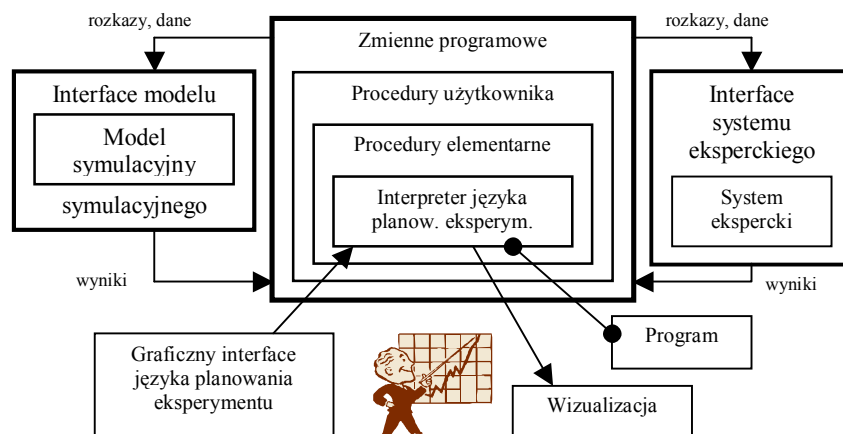 rozkazy, dane
Zmienne programowe
rozkazy, dane
Interface modelu
Model
symulacyjny
symulacyjnego
Procedury użytkownika
Procedury elementarne
Interpreter języka
planow. eksperym.
Interface
systemu
eksperckiego
System
ekspercki
wyniki
wyniki
Graficzny interface
języka planowania
eksperymentu
Program
Wizualizacja